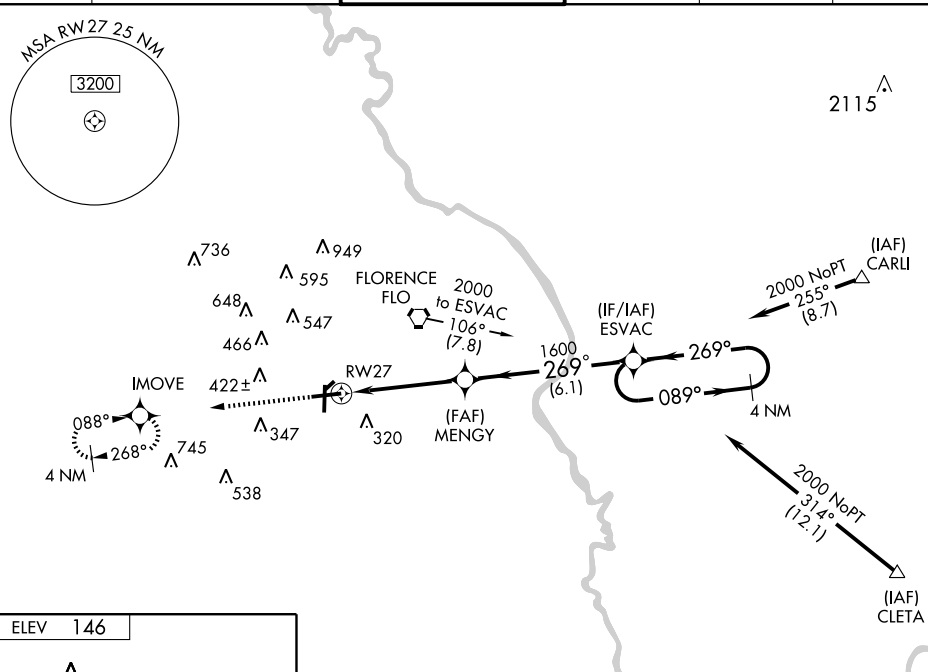 MSA RW27 25 NM
3200
2115
(IAF)
CARLI
2000 NoPT
255°
(8.7)
736
949
595
648
547
466
FLORENCE
FLO
2000
to ESVAC
106°
(7.8)
(IF/IAF)
ESVAC
1600
269°
(6.1)
269°
089°
4 NM
RW27
422±
IMOVE
088°
268°
4 NM
(FAF)
MENGY
347
320
745
538
2000 NoPT
314°
(12.1)
(IAF)
CLETA
ELEV 146